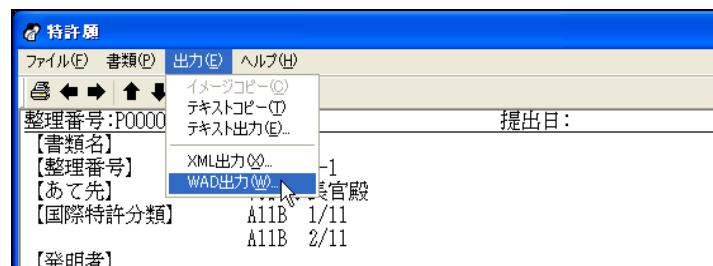 特許願
ファイル(F) 書類(P) 出力(E) ヘルプ(H)
イメージコピー(C)
テキストコピー(T)
テキスト出力(E)...
XML出力(X)...
WAD出力(W)...
整理番号:P0000 提出日:
【書類名】
【整理番号】 -1
【あて先】 長官殿
【国際特許分類】 A11B 1/11
A11B 2/11
【発明者】